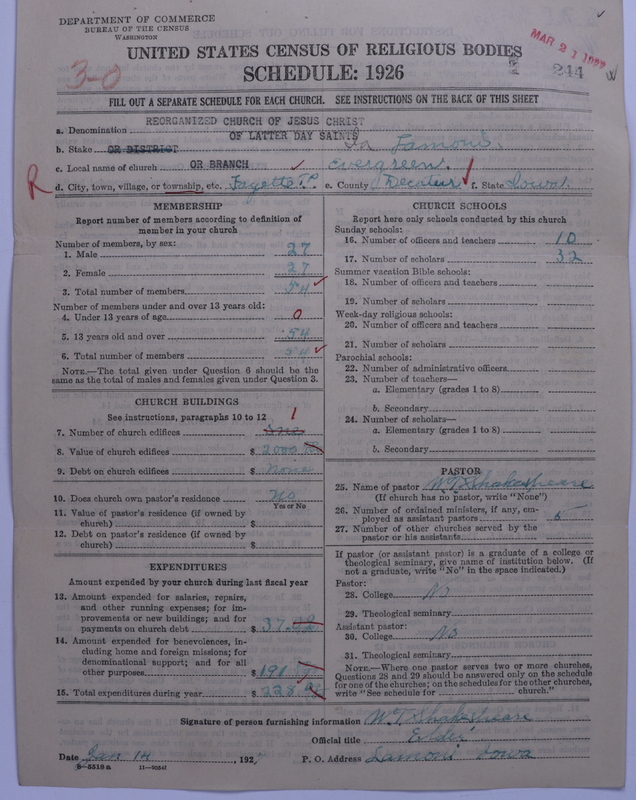 DEPARTMENT OF COMMERCE
BUREAU OF THE CENSUS
WASHINGTON
3-0
MAR 21 1927
244
UNITED STATES CENSUS OF RELIGIOUS BODIES
SCHEDULE: 1926
FILL OUT A SEPARATE SCHEDULE FOR EACH CHURCH. SEE INSTRUCTIONS ON THE BACK OF THIS SHEET
REORGANIZED CHURCH OF JESUS CHRIST
a. Denomination OF LATTER DAY SAINTS
b. Stake OR DISTRICT Lamoni.
c. Local name of church OR BRANCH Evergreen.
R d. City, town, village, or township, etc. Fayette Tp. e. County Decatur f. State Iowa.
MEMBERSHIP
Report number of members according to definition of
member in your church
Number of members, by sex:
1. Male 27
2. Female 27
3. Total number of members 54
Number of members under and over 13 years old:
4. Under 13 years of age 0
5. 13 years old and over 54
6. Total number of members 54
NOTE.—The total given under Question 6 should be the
same as the total of males and females given under Question 3.
CHURCH BUILDINGS
See instructions, paragraphs 10 to 12
1
7. Number of church edifices One
8. Value of church edifices $ 2000
9. Debt on church edifices $ None
10. Does church own pastor's residence No
Yes or No
11. Value of pastor's residence (if owned by
church) $
12. Debt on pastor's residence (if owned by
church) $
EXPENDITURES
Amount expended by your church during last fiscal year
13. Amount expended for salaries, repairs,
and other running expenses; for im-
provements or new buildings; and for
payments on church debt $ 37
14. Amount expended for benevolences, in-
cluding home and foreign missions; for
denominational support; and for all
other purposes $ 191
15. Total expenditures during year $ 228
CHURCH SCHOOLS
Report here only schools conducted by this church
Sunday schools:
16. Number of officers and teachers 10
17. Number of scholars 32
Summer vacation Bible schools:
18. Number of officers and teachers
19. Number of scholars
Week-day religious schools:
20. Number of officers and teachers
21. Number of scholars
Parochial schools:
22. Number of administrative officers
23. Number of teachers—
a. Elementary (grades 1 to 8)
b. Secondary
24. Number of scholars—
a. Elementary (grades 1 to 8)
b. Secondary
PASTOR
25. Name of pastor W T Shakespeare
(If church has no pastor, write "None")
26. Number of ordained ministers, if any, em-
ployed as assistant pastors
27. Number of other churches served by the
pastor or his assistants
If pastor (or assistant pastor) is a graduate of a college or
theological seminary, give name of institution below. (If
not a graduate, write "No" in the space indicated.)
Pastor:
28. College No
29. Theological seminary
Assistant pastor:
30. College No
31. Theological seminary
NOTE.—Where one pastor serves two or more churches,
Questions 28 and 29 should be answered only on the schedule
for one of the churches; on the schedules for the other churches,
write "See schedule for church."
Signature of person furnishing information W T Shakespeare
Official title Elder
Date Jan 14 1927 P. O. Address Lamoni Iowa
8-5510 a 11-9354f